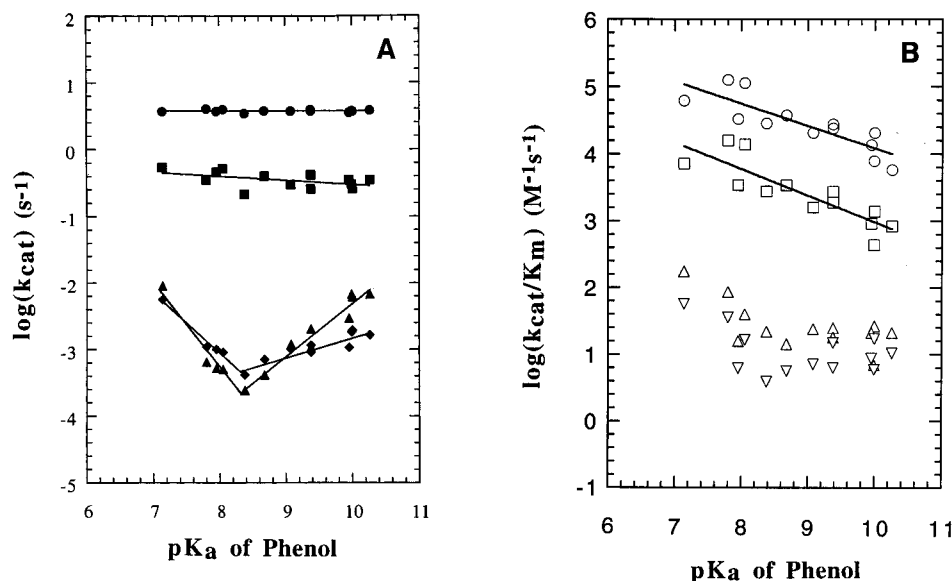 A
log(kcat) (s-1)
2
1
0
-1
-2
-3
-4
-5
6 7 8 9 10 11
pKa of Phenol
B
log(kcat/Km) (M-1s-1)
6
5
4
3
2
1
0
-1
6 7 8 9 10 11
pKa of Phenol